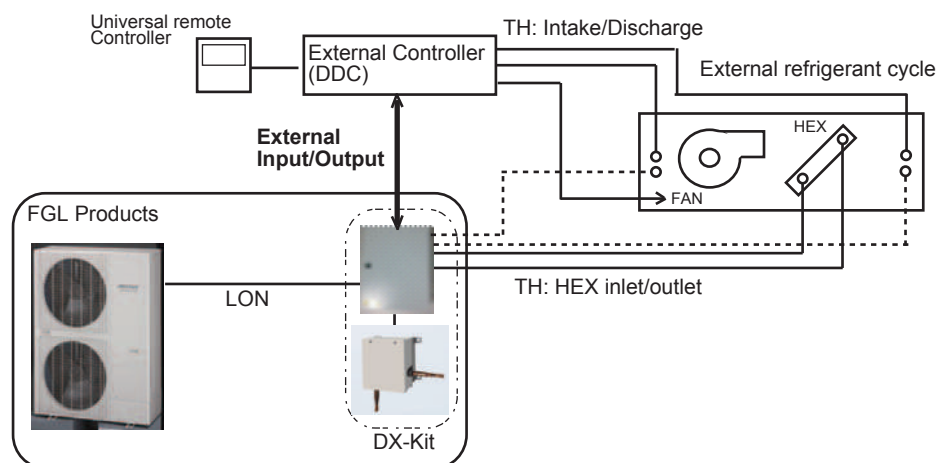 Universal remote
Controller
External Controller
(DDC)
TH: Intake/Discharge
External refrigerant cycle
HEX
FAN
External
Input/Output
FGL Products
LON
TH: HEX inlet/outlet
DX-Kit